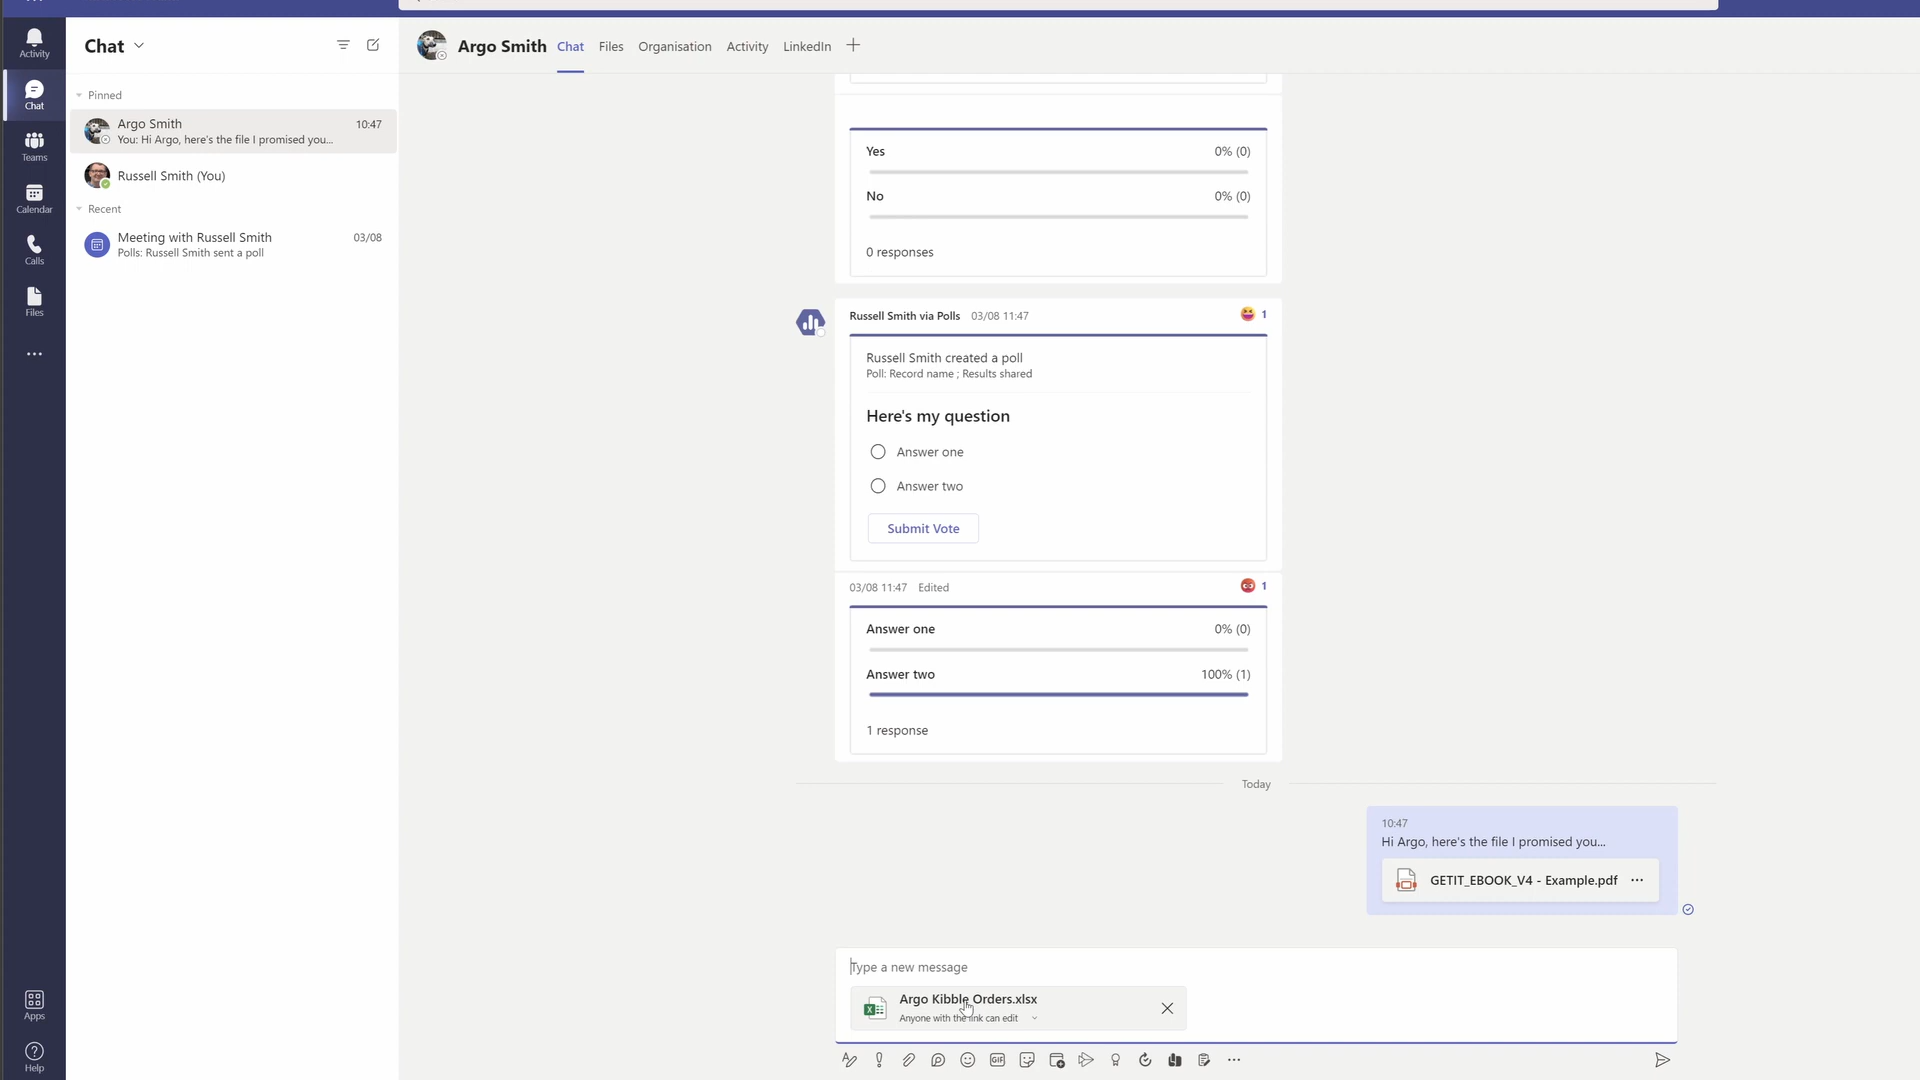 Activity
Chat
Teams
Calendar
Calls
Files
Apps
Help
Chat
Pinned
Argo Smith 10:47
You: Hi Argo, here's the file I promised you...
Russell Smith (You)
Recent
Meeting with Russell Smith 03/08
Polls: Russell Smith sent a poll
Argo Smith Chat Files Organisation Activity LinkedIn
Yes 0% (0)
No 0% (0)
0 responses
Russell Smith via Polls 03/08 11:47 1
Russell Smith created a poll
Poll: Record name ; Results shared
Here's my question
Answer one
Answer two
Submit Vote
03/08 11:47 Edited 1
Answer one 0% (0)
Answer two 100% (1)
1 response
Today
10:47
Hi Argo, here's the file I promised you...
GETIT_EBOOK_V4 - Example.pdf
Type a new message
Argo Kibble Orders.xlsx
Anyone with the link can edit
GIF